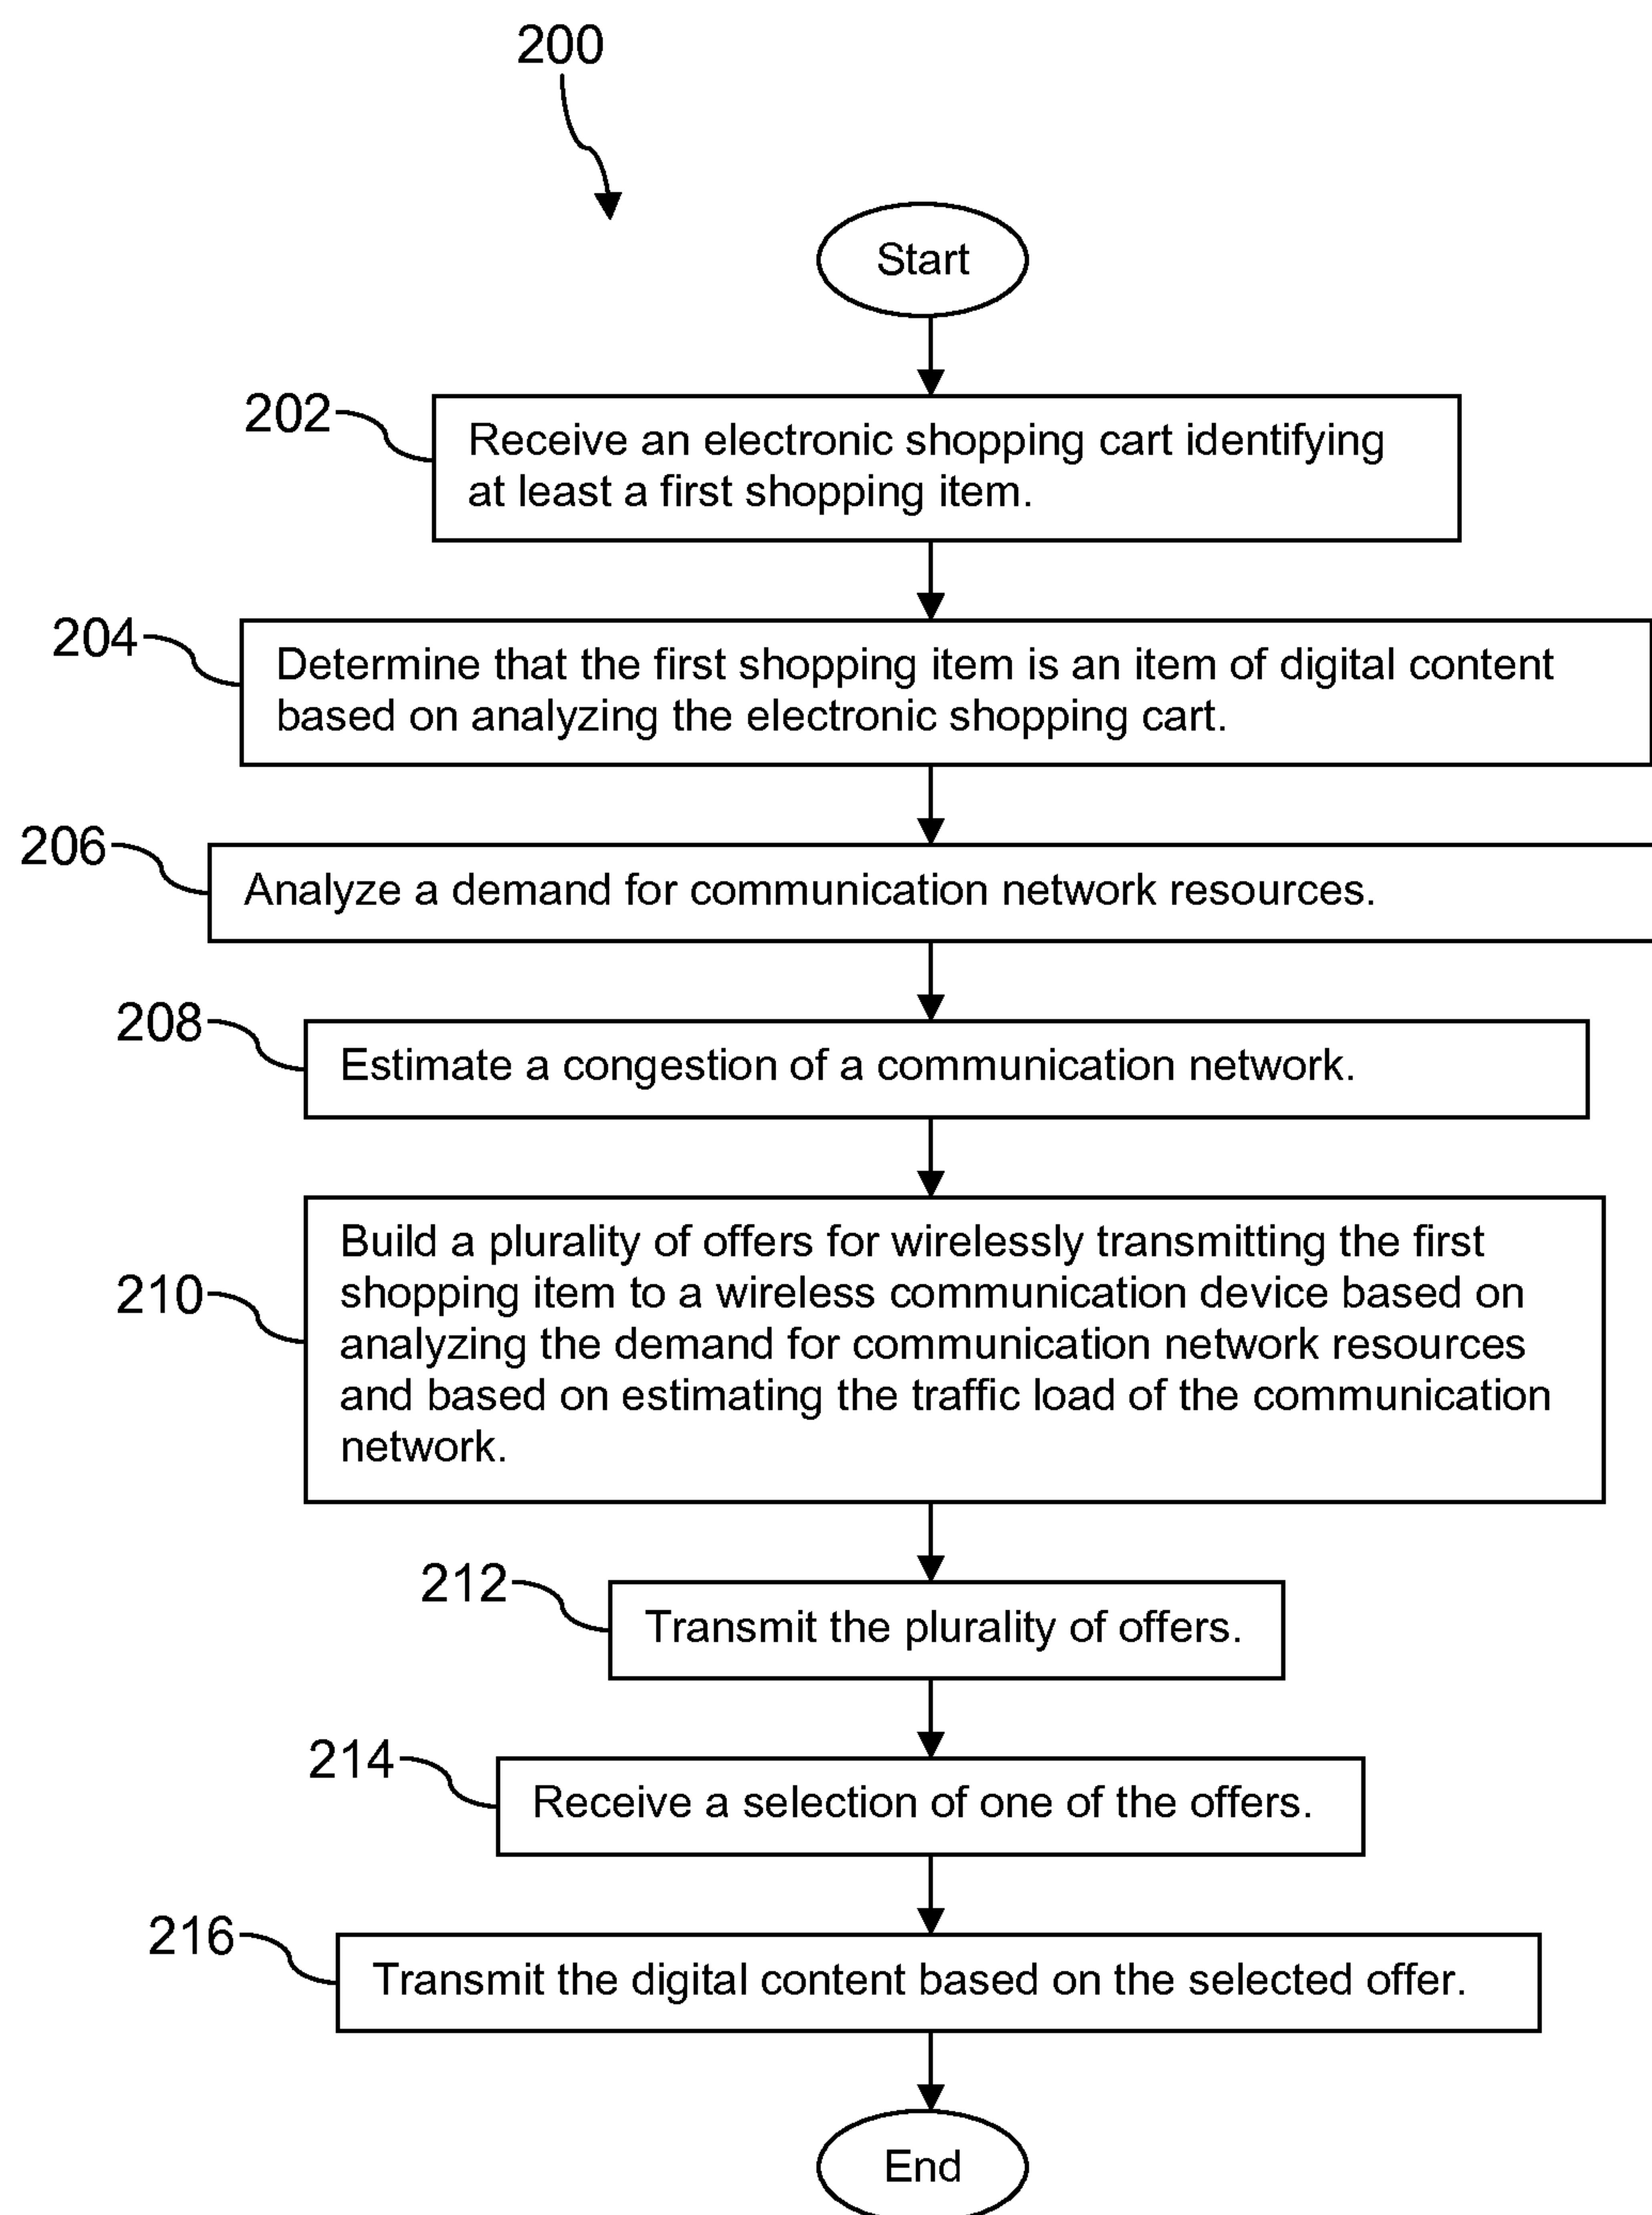 200
Start
202
Receive an electronic shopping cart identifying
at least a first shopping item.
204
Determine that the first shopping item is an item of digital content
based on analyzing the electronic shopping cart.
206
Analyze a demand for communication network resources.
208
Estimate a congestion of a communication network.
210
Build a plurality of offers for wirelessly transmitting the first
shopping item to a wireless communication device based on
analyzing the demand for communication network resources
and based on estimating the traffic load of the communication
network.
212
Transmit the plurality of offers.
214
Receive a selection of one of the offers.
216
Transmit the digital content based on the selected offer.
End